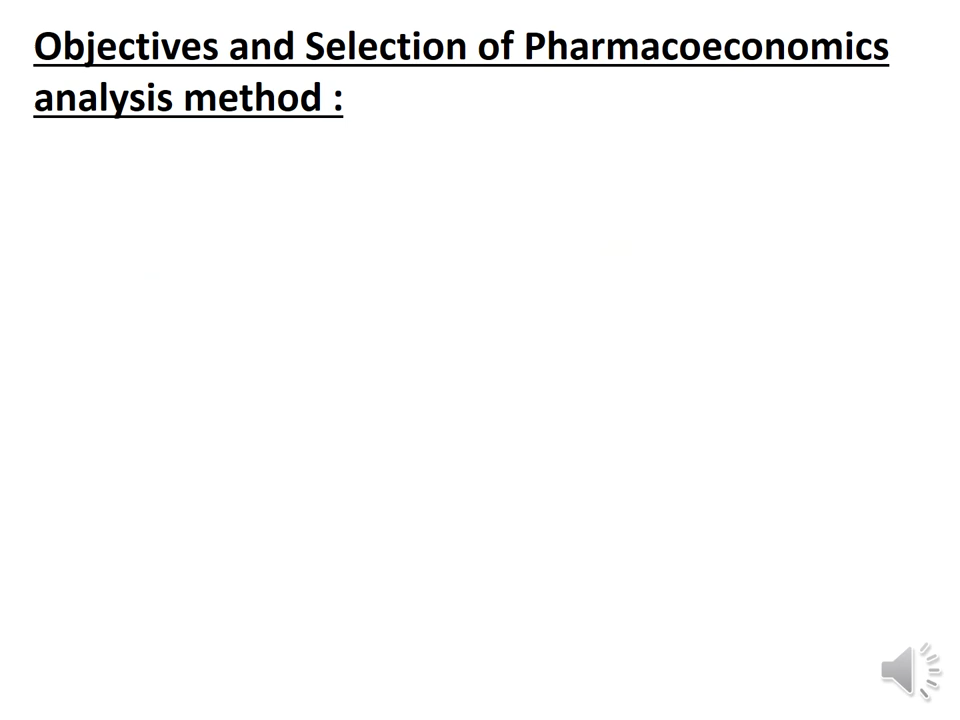 Objectives and Selection of Pharmacoeconomics
analysis method :